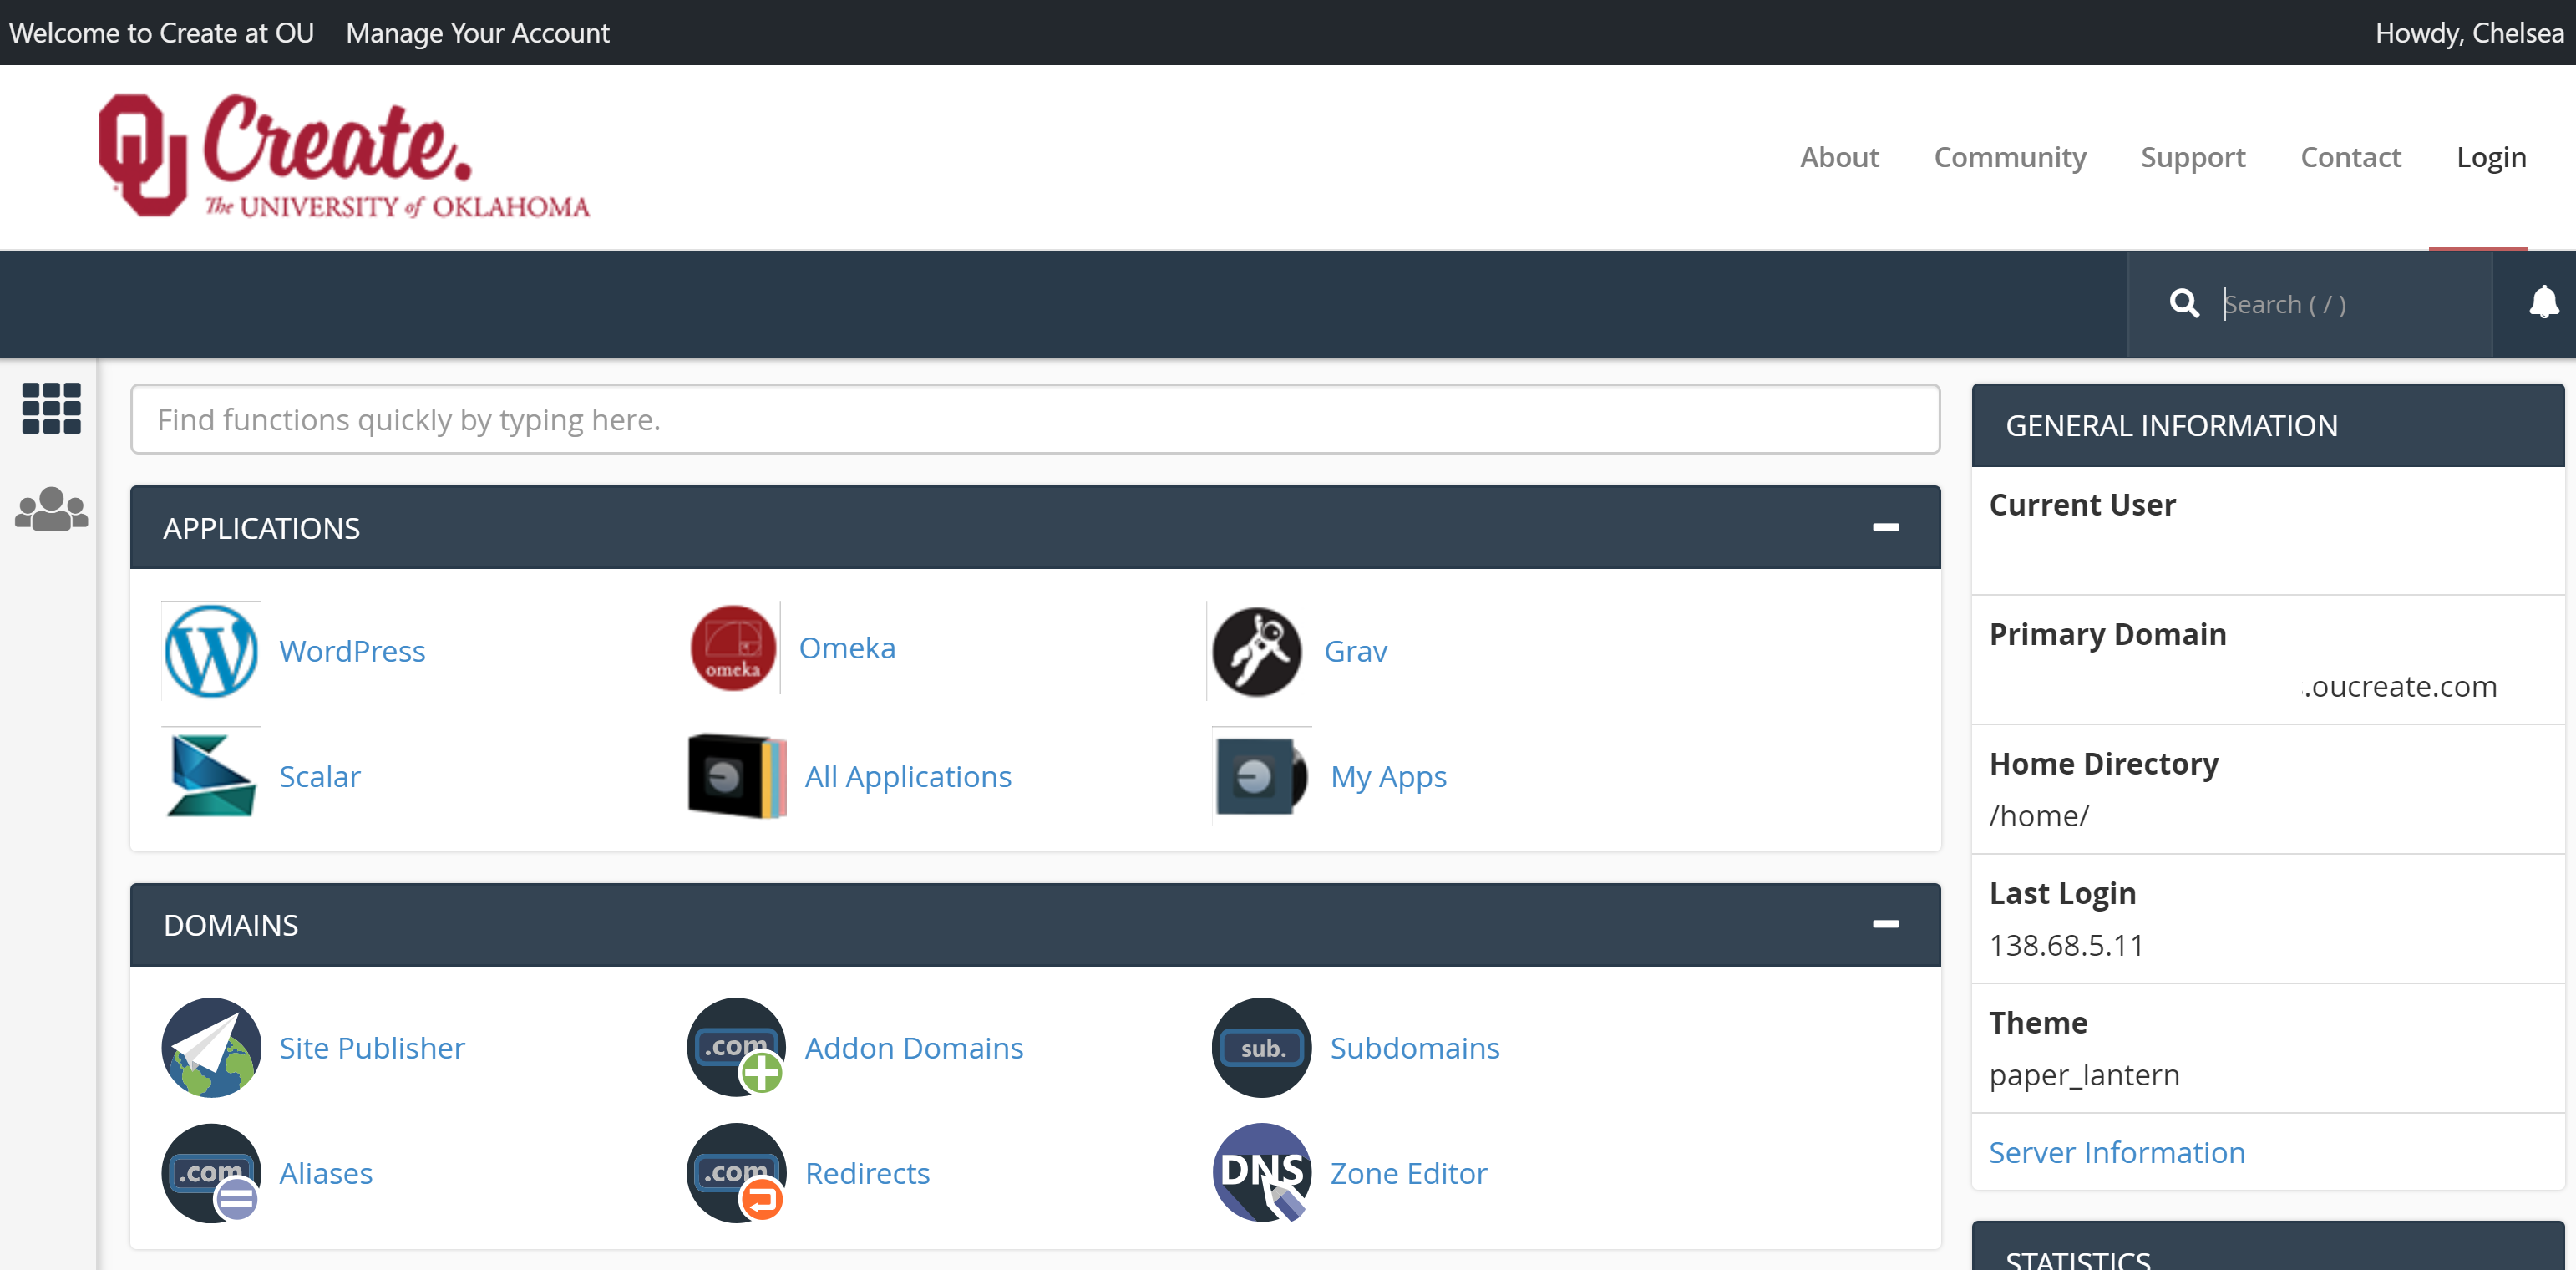 Welcome to Create at OU Manage Your Account Howdy, Chelsea
OU Create.
The UNIVERSITY of OKLAHOMA
About Community Support Contact Login
Search ( / )
Find functions quickly by typing here.
APPLICATIONS
WordPress
omeka
Omeka
Grav
Scalar
All Applications
My Apps
DOMAINS
Site Publisher
.com
Addon Domains
sub.
Subdomains
.com
Aliases
.com
Redirects
DNS
Zone Editor
GENERAL INFORMATION
Current User
Primary Domain
.oucreate.com
Home Directory
/home/
Last Login
138.68.5.11
Theme
paper_lantern
Server Information
STATISTICS